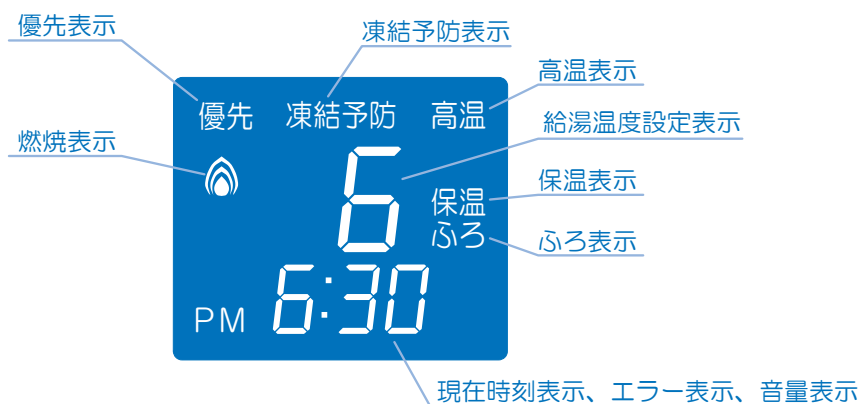 優先表示
凍結予防表示
高温表示
給湯温度設定表示
燃焼表示
保温表示
ふろ表示
優先 凍結予防 高温
6
保温
ふろ
PM 6:30
現在時刻表示、エラー表示、音量表示